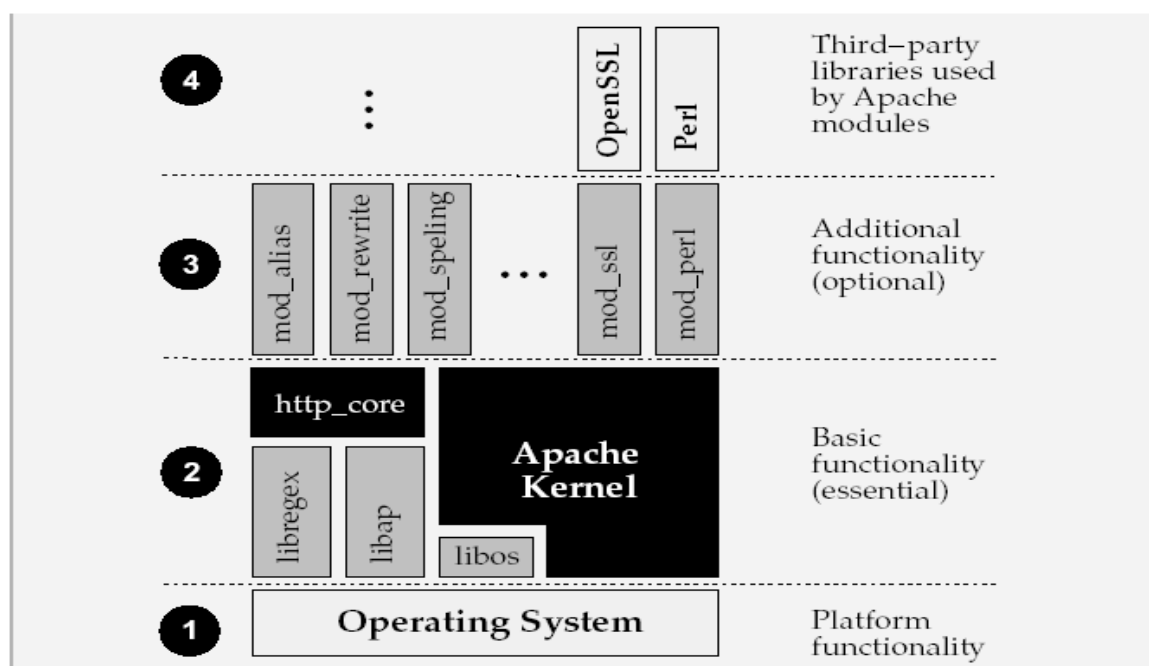 4
...
OpenSSL
Perl
Third-party
libraries used
by Apache
modules
3
mod_alias
mod_rewrite
mod_speling
...
mod_ssl
mod_perl
Additional
functionality
(optional)
2
http_core
libregex
libap
libos
Apache
Kernel
Basic
functionality
(essential)
1
Operating System
Platform
functionality